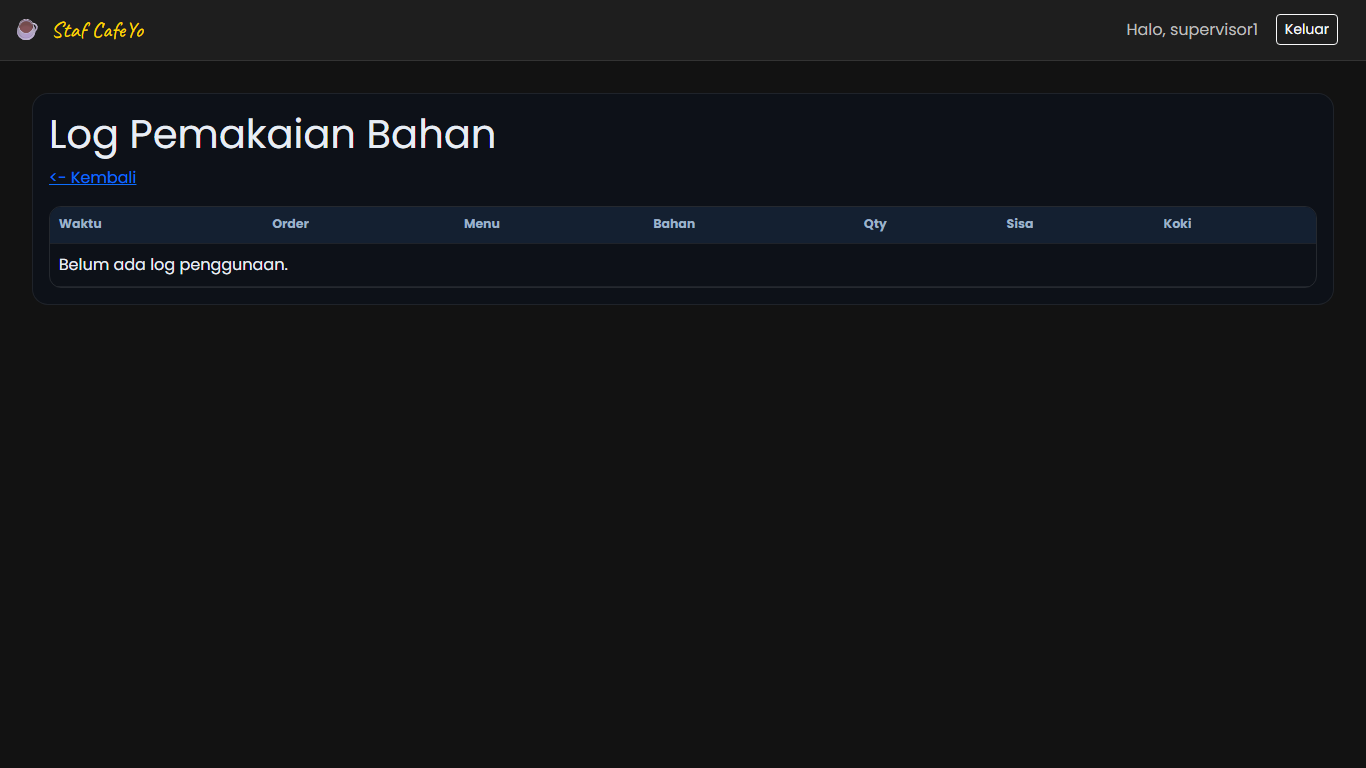 Staf CafeYo
Halo, supervisor1
Keluar
Log Pemakaian Bahan
<- Kembali
Waktu Order Menu Bahan Qty Sisa Koki
Belum ada log penggunaan.